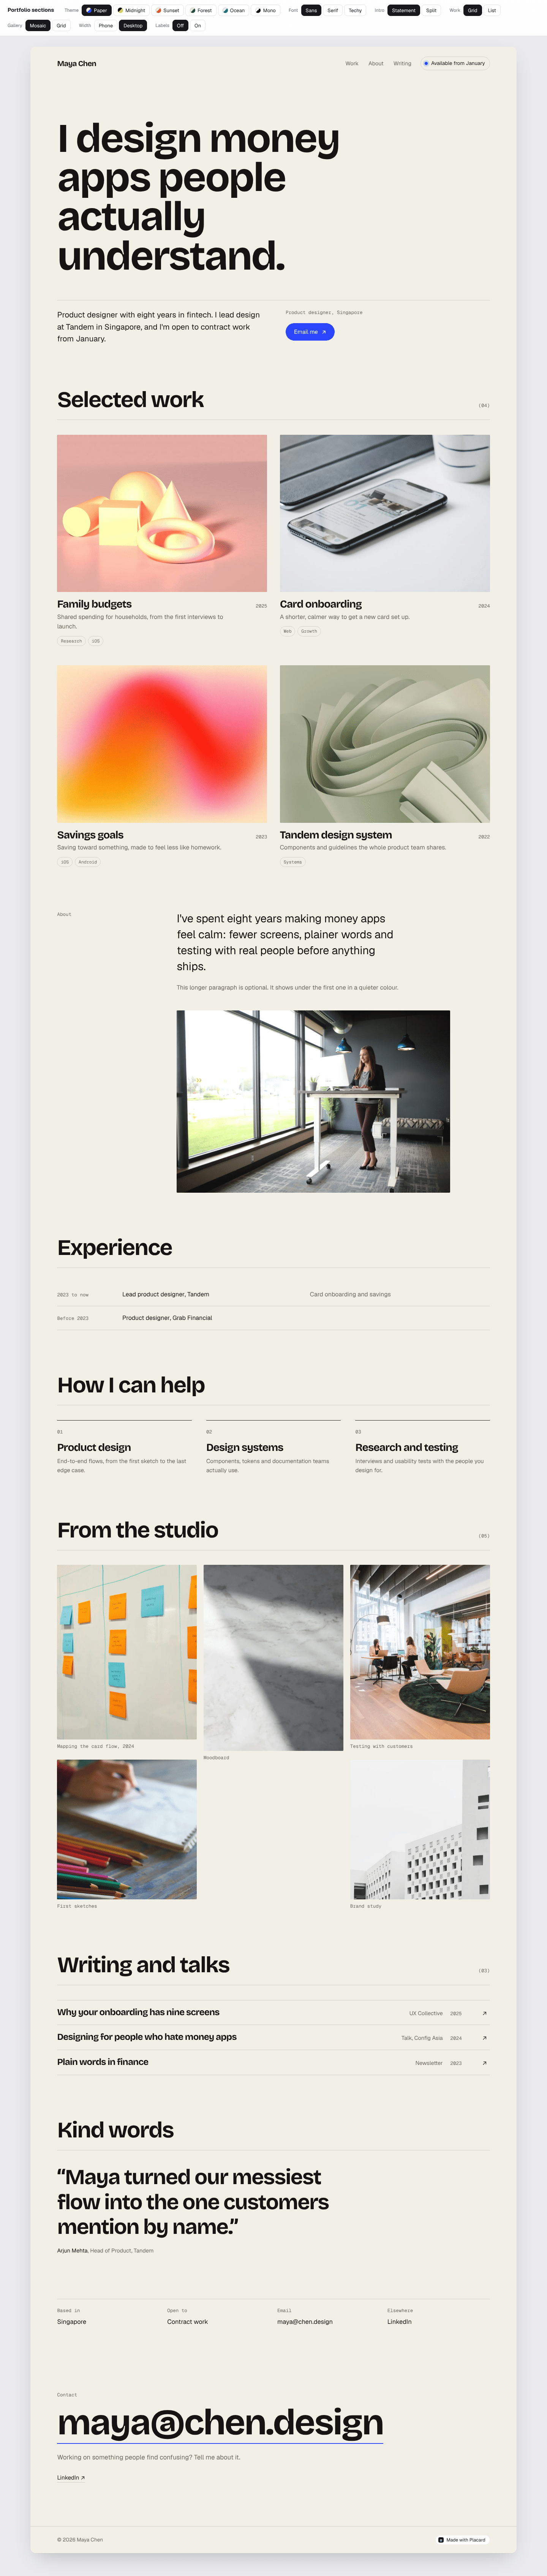 Portfolio sections Theme Paper Midnight Sunset Forest Ocean Mono Font Sans Serif Techy Intro Statement Split Work Grid List
Gallery Mosaic Grid Width Phone Desktop Labels Off On
Maya Chen Work About Writing Available from January
I design money
apps people
actually
understand.
Product designer with eight years in fintech. I lead design
at Tandem in Singapore, and I'm open to contract work
from January.
Product designer, Singapore
Email me ↗
Selected work (04)
Family budgets 2025
Shared spending for households, from the first interviews to
launch.
Research iOS
Card onboarding 2024
A shorter, calmer way to get a new card set up.
Web Growth
Savings goals 2023
Saving toward something, made to feel less like homework.
iOS Android
Tandem design system 2022
Components and guidelines the whole product team shares.
Systems
About
I've spent eight years making money apps
feel calm: fewer screens, plainer words and
testing with real people before anything
ships.
This longer paragraph is optional. It shows under the first one in a quieter colour.
Experience
2023 to now Lead product designer, Tandem Card onboarding and savings
Before 2023 Product designer, Grab Financial
How I can help
01
Product design
End-to-end flows, from the first sketch to the last
edge case.
02
Design systems
Components, tokens and documentation teams
actually use.
03
Research and testing
Interviews and usability tests with the people you
design for.
From the studio (05)
Mapping the card flow, 2024
Moodboard
Testing with customers
First sketches
Brand study
Writing and talks (03)
Why your onboarding has nine screens UX Collective 2025 ↗
Designing for people who hate money apps Talk, Config Asia 2024 ↗
Plain words in finance Newsletter 2023 ↗
Kind words
“Maya turned our messiest
flow into the one customers
mention by name.”
Arjun Mehta, Head of Product, Tandem
Based in Open to Email Elsewhere
Singapore Contract work maya@chen.design LinkedIn
Contact
maya@chen.design
Working on something people find confusing? Tell me about it.
LinkedIn ↗
© 2026 Maya Chen Made with Placard